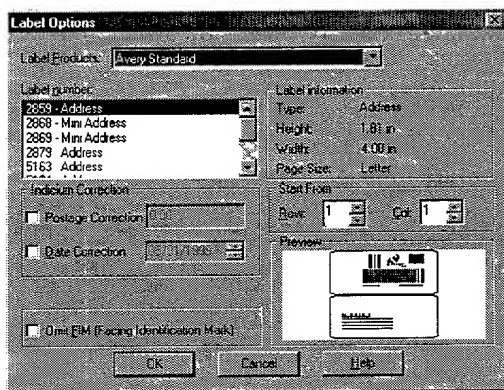 Label Options
Label Products: Avery Standard
Label number:
2859 - Address
2868 - Mini Address
2869 - Mini Address
2879 Address
5163 Address
Label information
Type: Address
Height: 1.81 in
Width: 4.00 in
Page Size: Letter
Indicium Correction
Postage Correction
Date Correction
Start From
Row: 1 Col: 1
Preview
Omit FIM (Facing Identification Mark)
OK Cancel Help